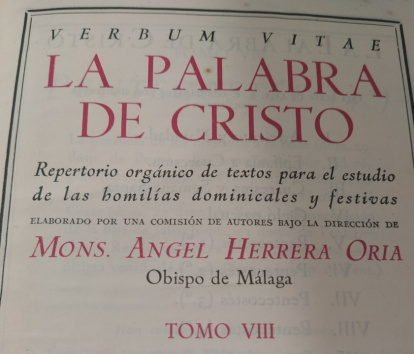 VERBUM VITAE
LA PALABRA
DE CRISTO
Repertorio orgánico de textos para el estudio
de las homilías dominicales y festivas
ELABORADO POR UNA COMISIÓN DE AUTORES BAJO LA DIRECCIÓN DE
MONS. ANGEL HERRERA ORIA
Obispo de Málaga
TOMO VIII